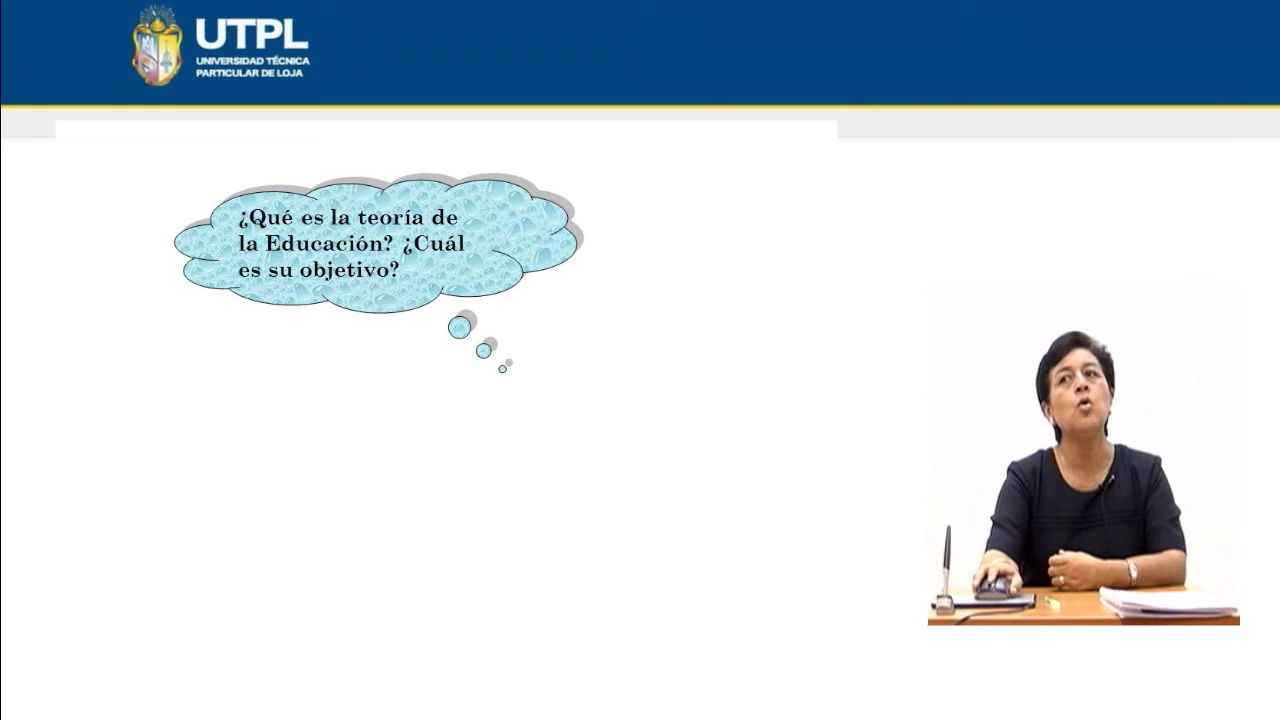 UTPL
UNIVERSIDAD TÉCNICA
PARTICULAR DE LOJA
¿Qué es la teoría de
la Educación? ¿Cuál
es su objetivo?